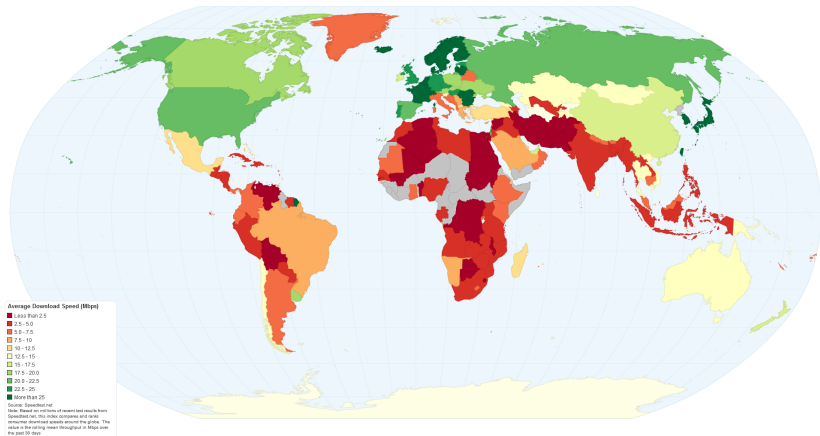 Average Download Speed (Mbps)
Less than 2.5
2.5 - 5.0
5.0 - 7.5
7.5 - 10
10 - 12.5
12.5 - 15
15 - 17.5
17.5 - 20.0
20.0 - 22.5
22.5 - 25
More than 25
Source: Speedtest.net
Note: Based on millions of recent test results from
Speedtest.net, this index compares and ranks
consumer download speeds around the globe. The
value is the rolling mean throughput in Mbps over
the past 30 days